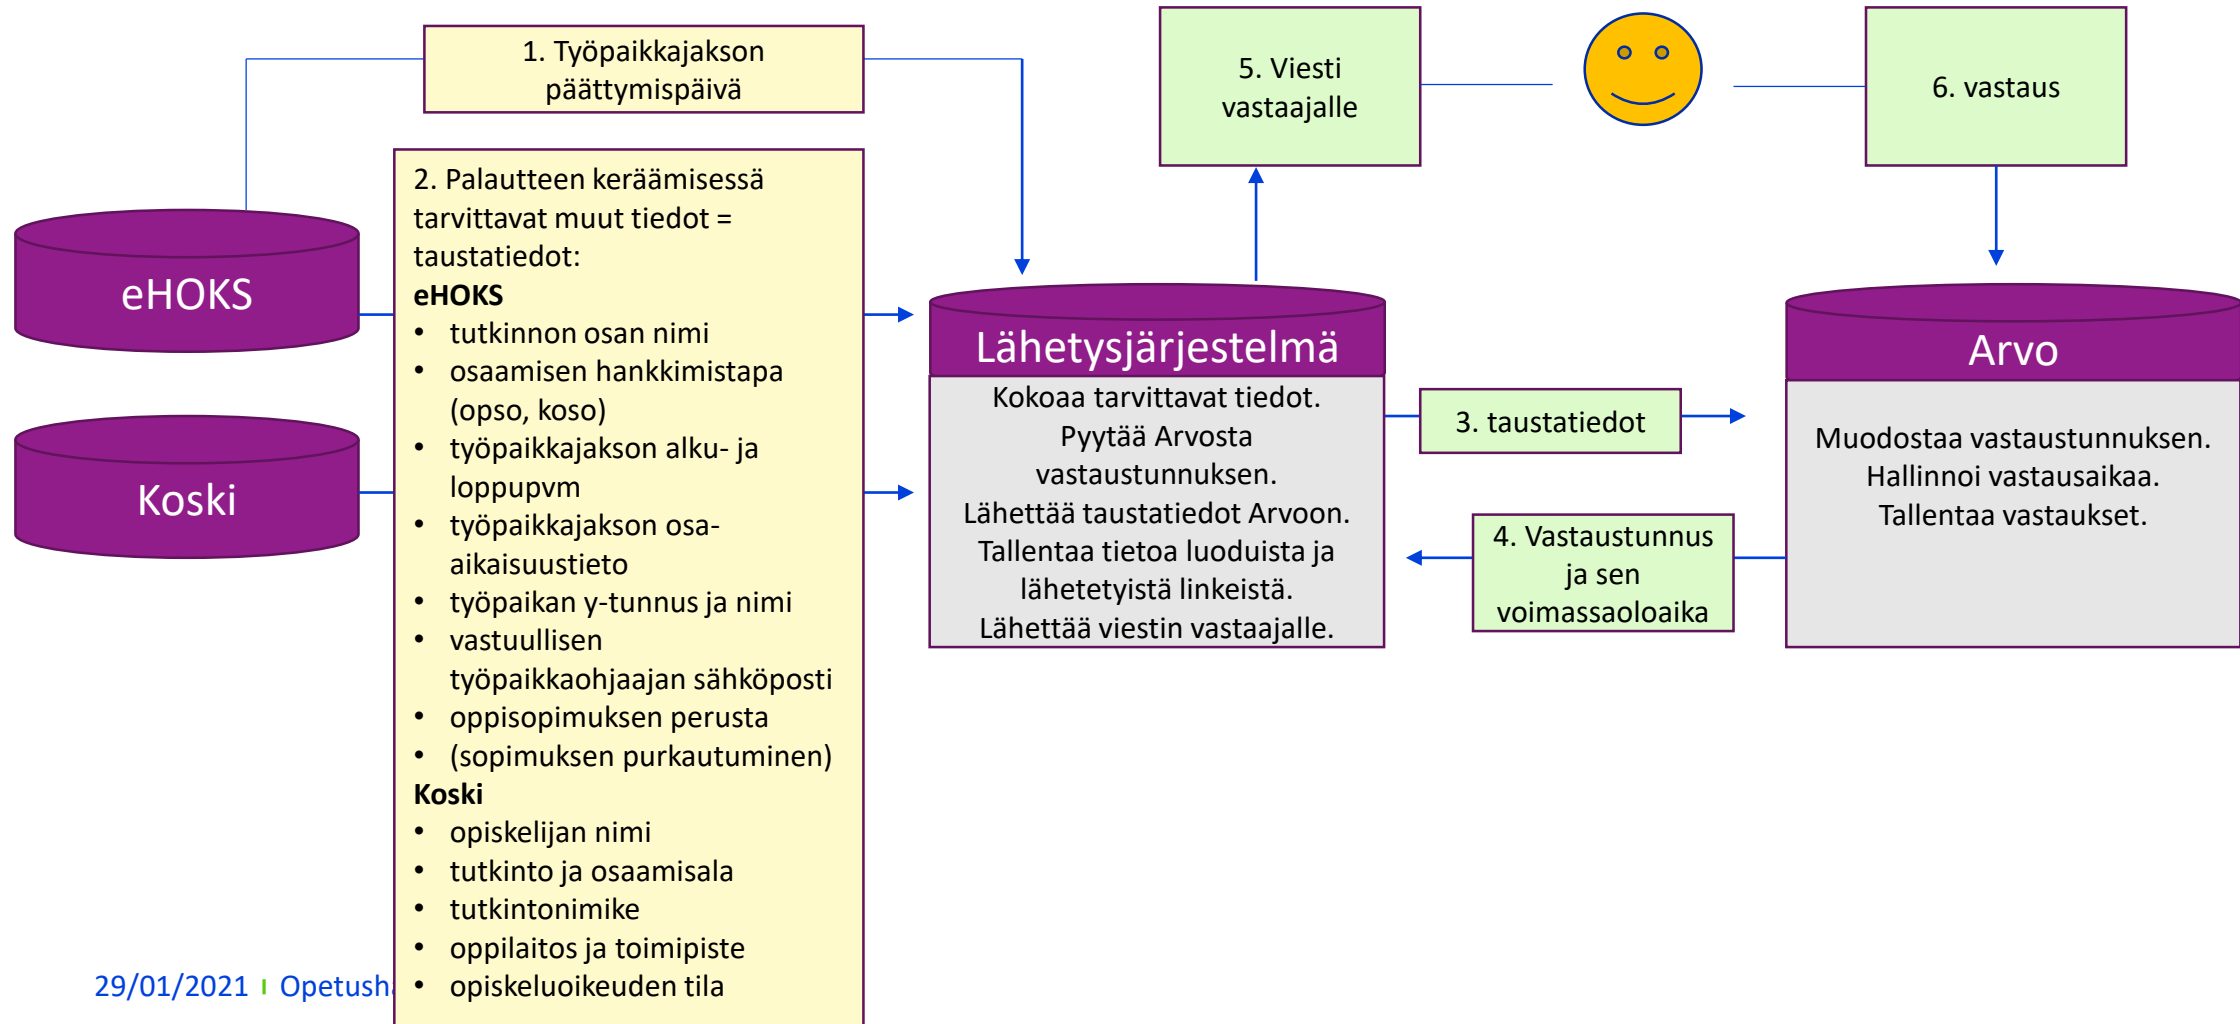 1. Työpaikkajakson
päättymispäivä
5. Viesti
vastaajalle
6. vastaus
2. Palautteen keräämisessä
tarvittavat muut tiedot =
taustatiedot:
eHOKS
• tutkinnon osan nimi
• osaamisen hankkimistapa
(opso, koso)
• työpaikkajakson alku- ja
loppupvm
• työpaikkajakson osa-
aikaisuustieto
• työpaikan y-tunnus ja nimi
• vastuullisen
työpaikkaohjaajan sähköposti
• oppisopimuksen perusta
• (sopimuksen purkautuminen)
Koski
• opiskelijan nimi
• tutkinto ja osaamisala
• tutkintonimike
• oppilaitos ja toimipiste
• opiskeluoikeuden tila
eHOKS
Koski
Lähetysjärjestelmä
Kokoaa tarvittavat tiedot.
Pyytää Arvosta
vastaustunnuksen.
Lähettää taustatiedot Arvoon.
Tallentaa tietoa luoduista ja
lähetetyistä linkeistä.
Lähettää viestin vastaajalle.
3. taustatiedot
4. Vastaustunnus
ja sen
voimassaoloaika
Arvo
Muodostaa vastaustunnuksen.
Hallinnoi vastausaikaa.
Tallentaa vastaukset.
29/01/2021